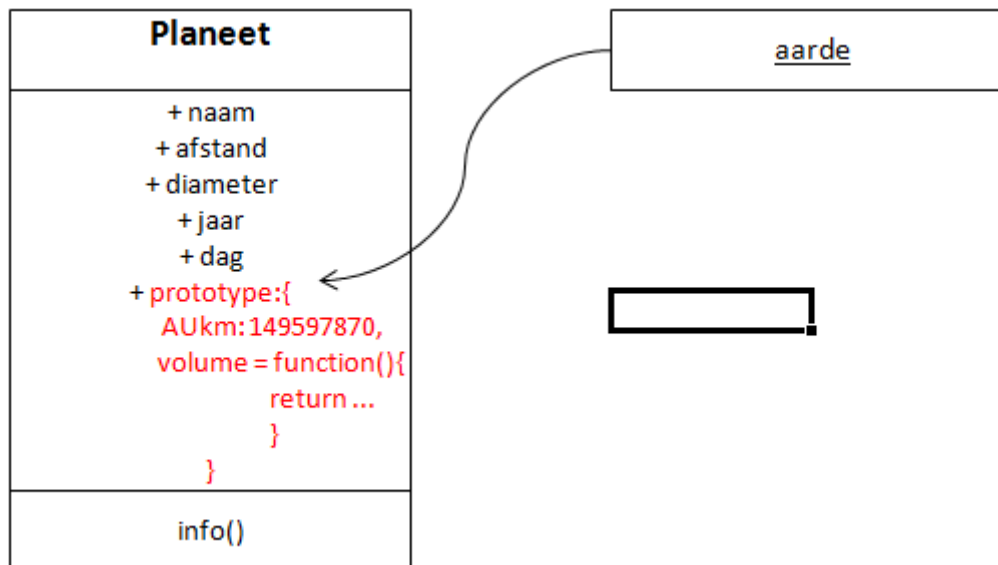 Planeet
+ naam
+ afstand
+ diameter
+ jaar
+ dag
+ prototype:{
AUkm: 149597870,
volume = function(){
return ...
}
}
info()
aarde